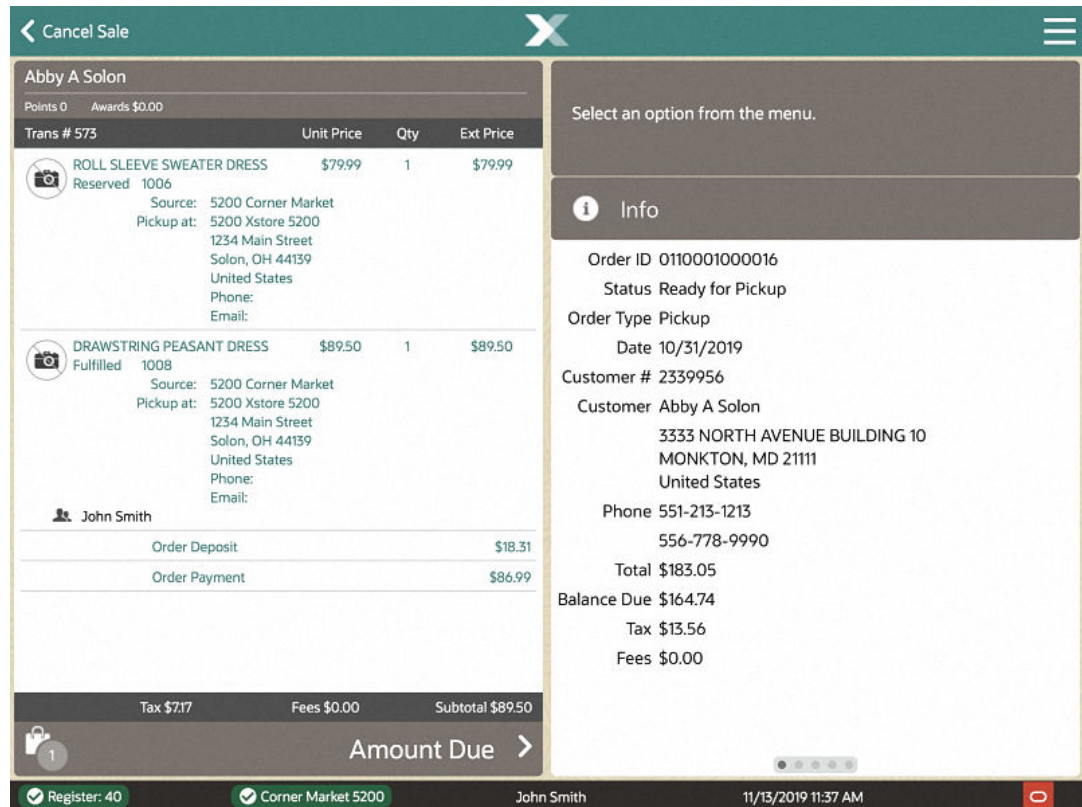 Cancel Sale
Abby A Solon
Points 0 Awards $0.00
Trans # 573 Unit Price Qty Ext Price
ROLL SLEEVE SWEATER DRESS $79.99 1 $79.99
Reserved 1006
Source: 5200 Corner Market
Pickup at: 5200 Xstore 5200
1234 Main Street
Solon, OH 44139
United States
Phone:
Email:
DRAWSTRING PEASANT DRESS $89.50 1 $89.50
Fulfilled 1008
Source: 5200 Corner Market
Pickup at: 5200 Xstore 5200
1234 Main Street
Solon, OH 44139
United States
Phone:
Email:
John Smith
Order Deposit $18.31
Order Payment $86.99
Tax $7.17 Fees $0.00 Subtotal $89.50
1 Amount Due
Select an option from the menu.
Info
Order ID 0110001000016
Status Ready for Pickup
Order Type Pickup
Date 10/31/2019
Customer # 2339956
Customer Abby A Solon
3333 NORTH AVENUE BUILDING 10
MONKTON, MD 21111
United States
Phone 551-213-1213
556-778-9990
Total $183.05
Balance Due $164.74
Tax $13.56
Fees $0.00
Register: 40 Corner Market 5200 John Smith 11/13/2019 11:37 AM